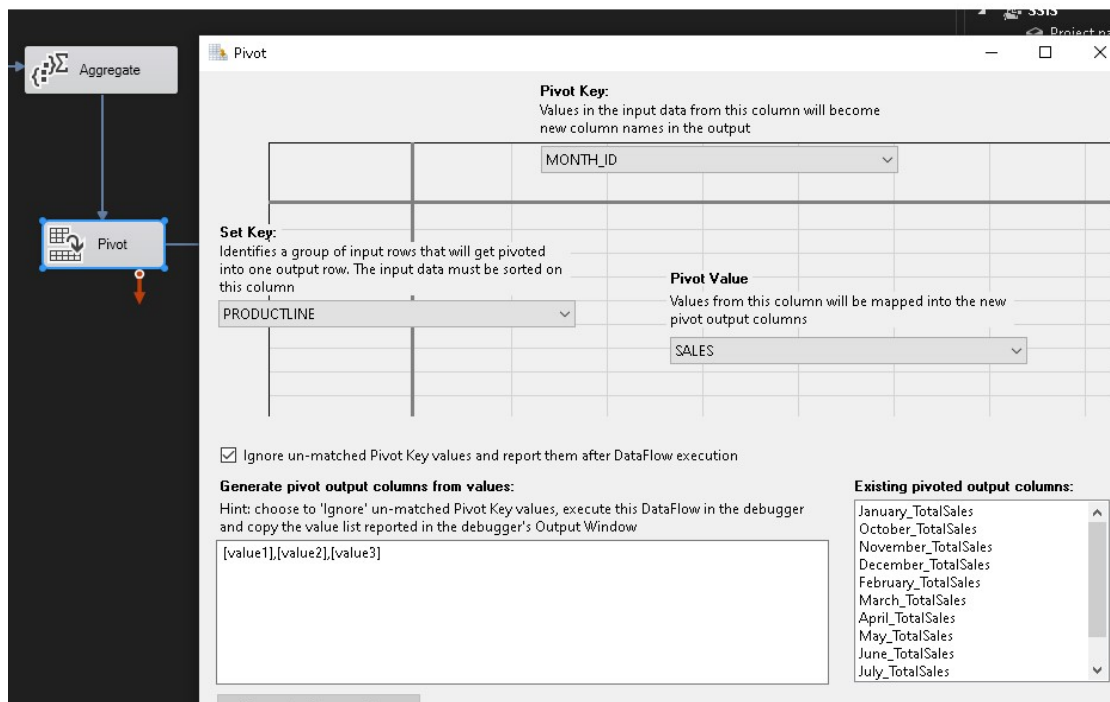 SSIS
Project na
Aggregate
Pivot
Pivot
Pivot Key:
Values in the input data from this column will become
new column names in the output
MONTH_ID
Set Key:
Identifies a group of input rows that will get pivoted
into one output row. The input data must be sorted on
this column
PRODUCTLINE
Pivot Value
Values from this column will be mapped into the new
pivot output columns
SALES
Ignore un-matched Pivot Key values and report them after DataFlow execution
Generate pivot output columns from values:
Hint: choose to 'Ignore' un-matched Pivot Key values, execute this DataFlow in the debugger
and copy the value list reported in the debugger's Output Window
[value1],[value2],[value3]
Existing pivoted output columns:
January_TotalSales
October_TotalSales
November_TotalSales
December_TotalSales
February_TotalSales
March_TotalSales
April_TotalSales
May_TotalSales
June_TotalSales
July_TotalSales